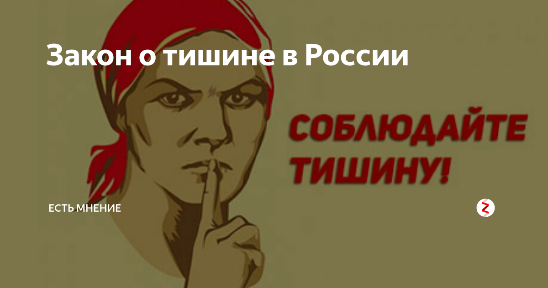 Закон о тишине в России
СОБЛЮДАЙТЕ
ТИШИНУ!
ЕСТЬ МНЕНИЕ
Z